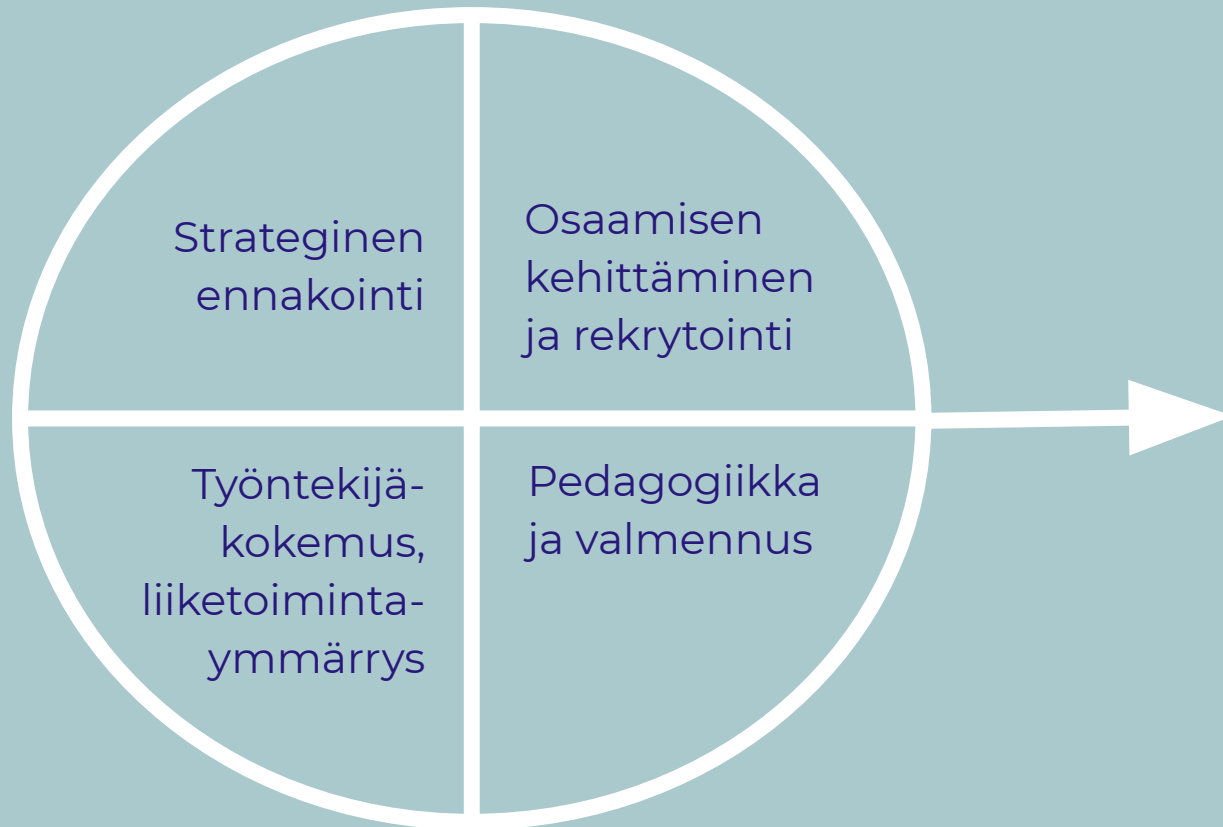 Strateginen
ennakointi
Osaamisen
kehittäminen
ja rekrytointi
Työntekijä-
kokemus,
liiketoiminta-
ymmärrys
Pedagogiikka
ja valmennus